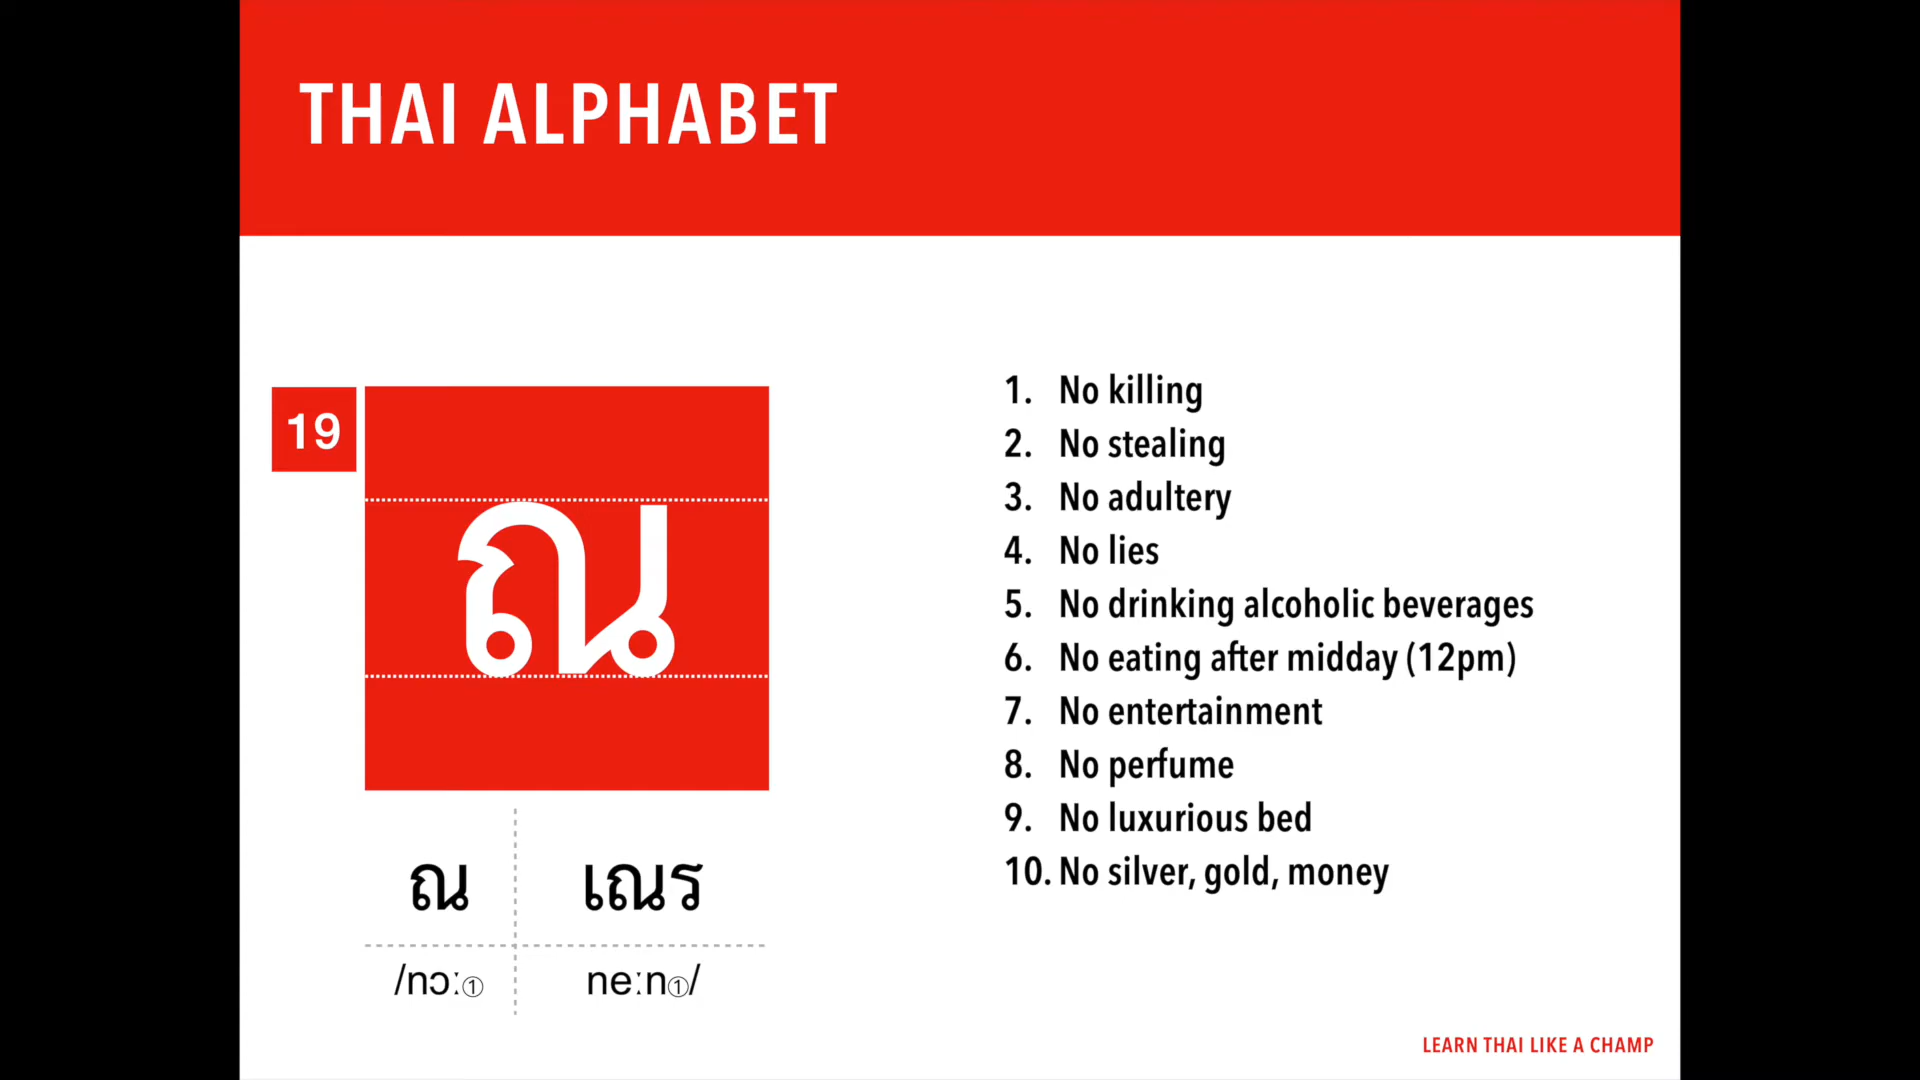 THAI ALPHABET
19
ณ
ณ
เณร
/nɔː①
neːn①/
1. No killing
2. No stealing
3. No adultery
4. No lies
5. No drinking alcoholic beverages
6. No eating after midday (12pm)
7. No entertainment
8. No perfume
9. No luxurious bed
10. No silver, gold, money
LEARN THAI LIKE A CHAMP